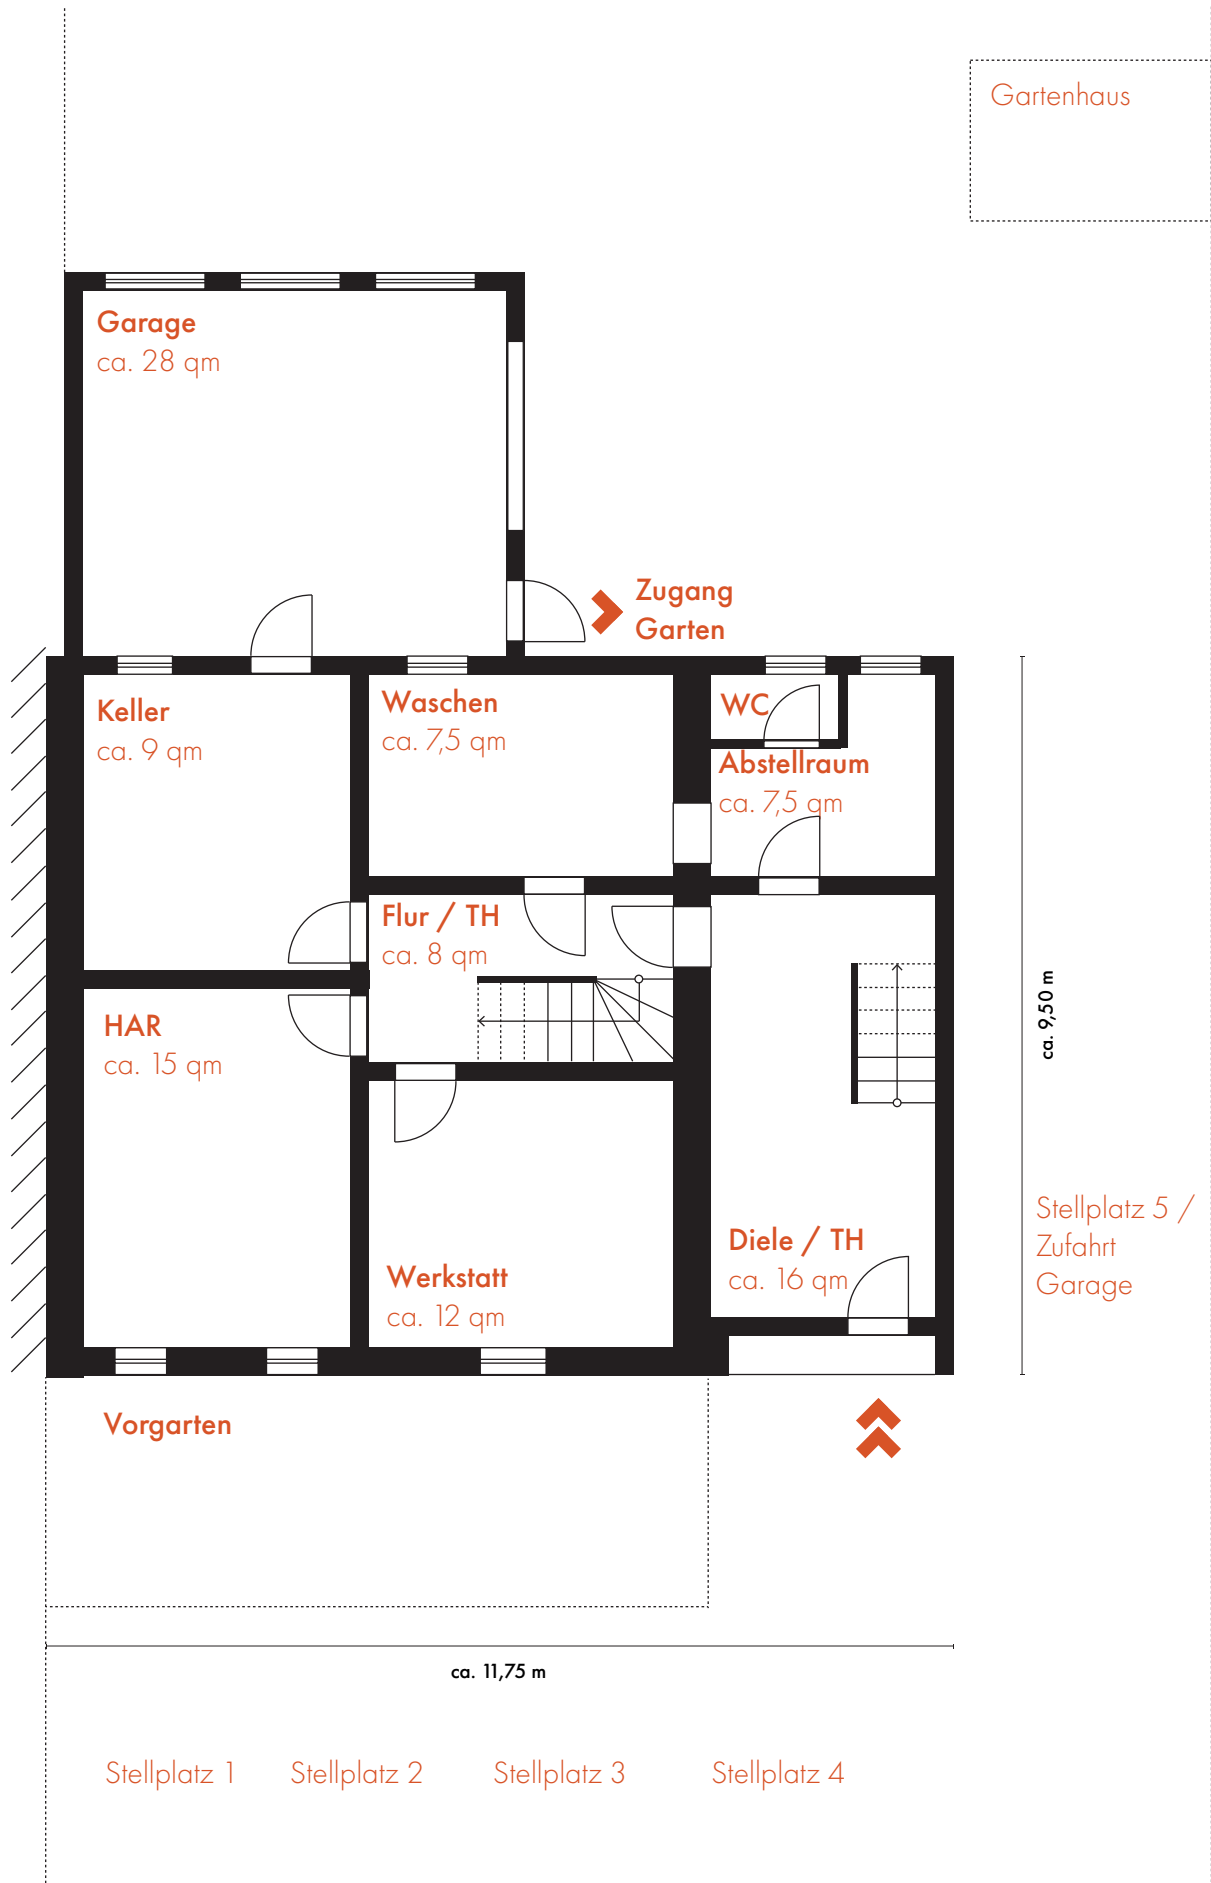 Gartenhaus
Garage
ca. 28 qm
Zugang
Garten
Keller
ca. 9 qm
Waschen
ca. 7,5 qm
WC
Abstellraum
ca. 7,5 qm
Flur / TH
ca. 8 qm
HAR
ca. 15 qm
ca. 9,50 m
Werkstatt
ca. 12 qm
Diele / TH
ca. 16 qm
Stellplatz 5 /
Zufahrt
Garage
Vorgarten
ca. 11,75 m
Stellplatz 1
Stellplatz 2
Stellplatz 3
Stellplatz 4